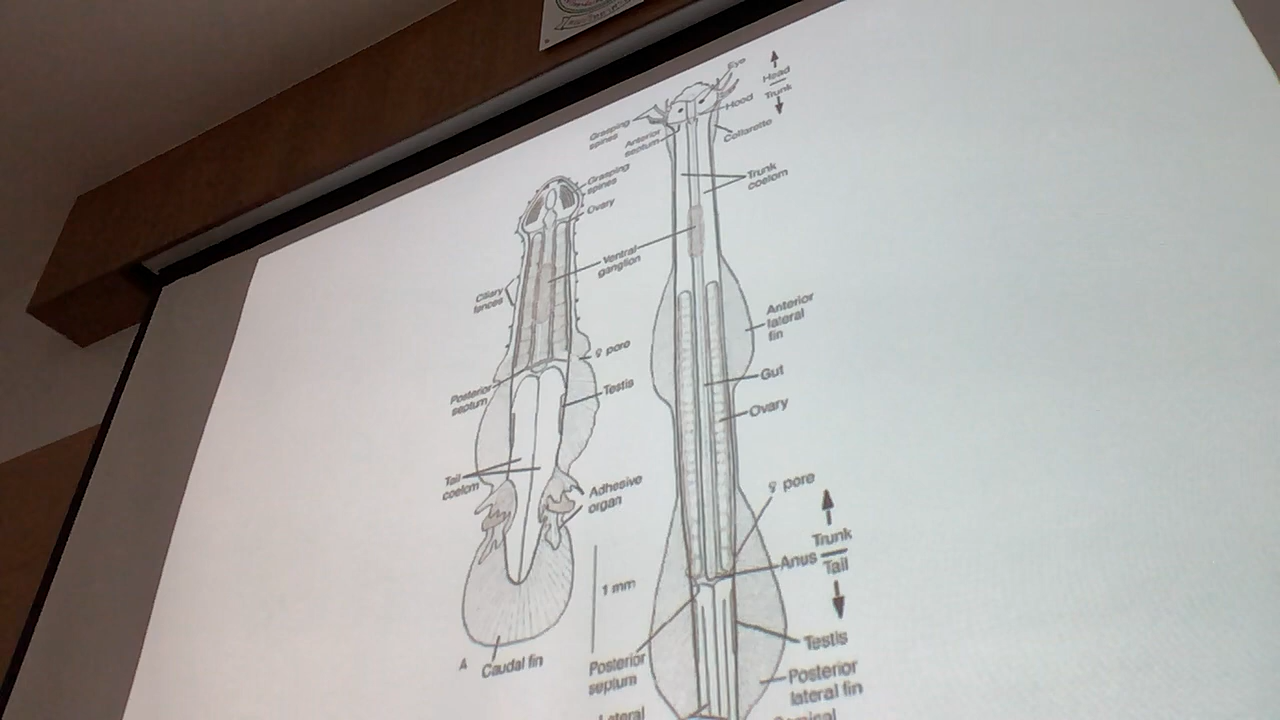 Eye
Head
Trunk
Hood
Grasping
spines
Anterior
septum
Collarette
Grasping
spines
Trunk
coelom
Ovary
Ventral
ganglion
Ciliary
fences
Anterior
lateral
fin
♀ pore
Gut
Posterior
septum
Testis
Ovary
Tail
coelom
Adhesive
organ
♀ pore
Trunk
Anus
Tail
1 mm
Testis
A
Caudal fin
Posterior
septum
Posterior
lateral fin
Lateral